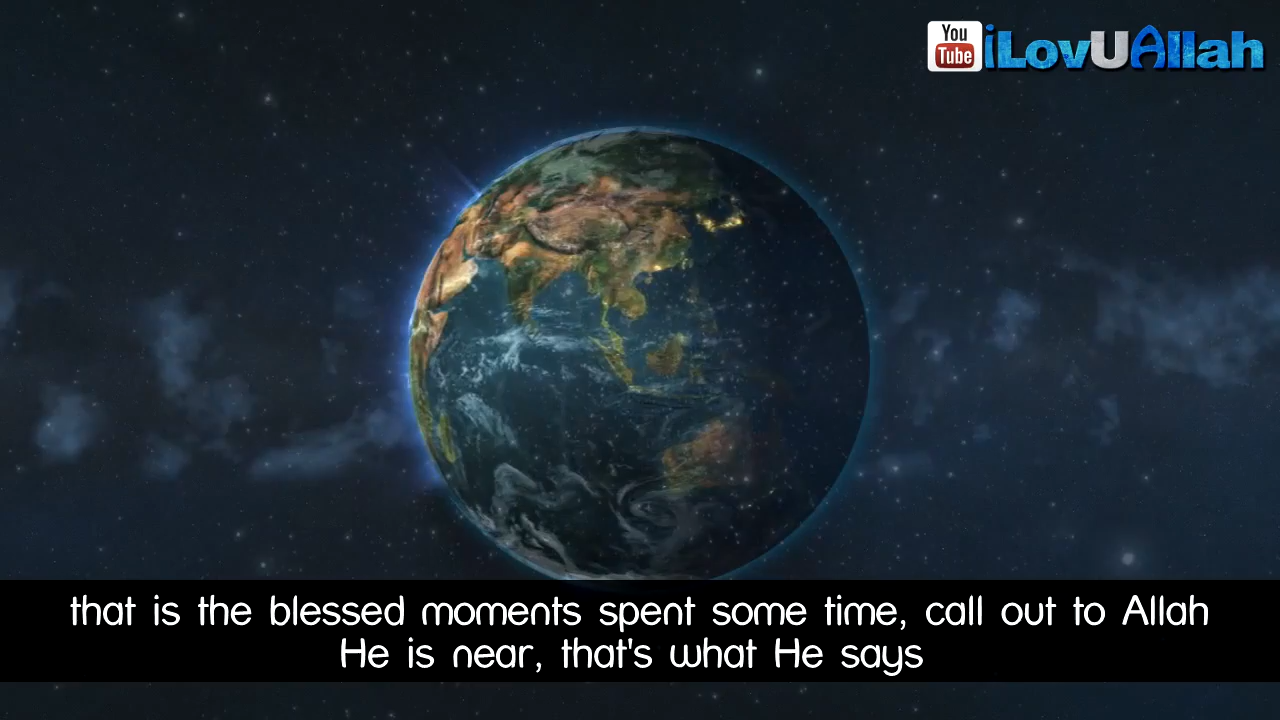 You
Tube
iLovUAllah
that is the blessed moments spent some time, call out to Allah
He is near, that's what He says